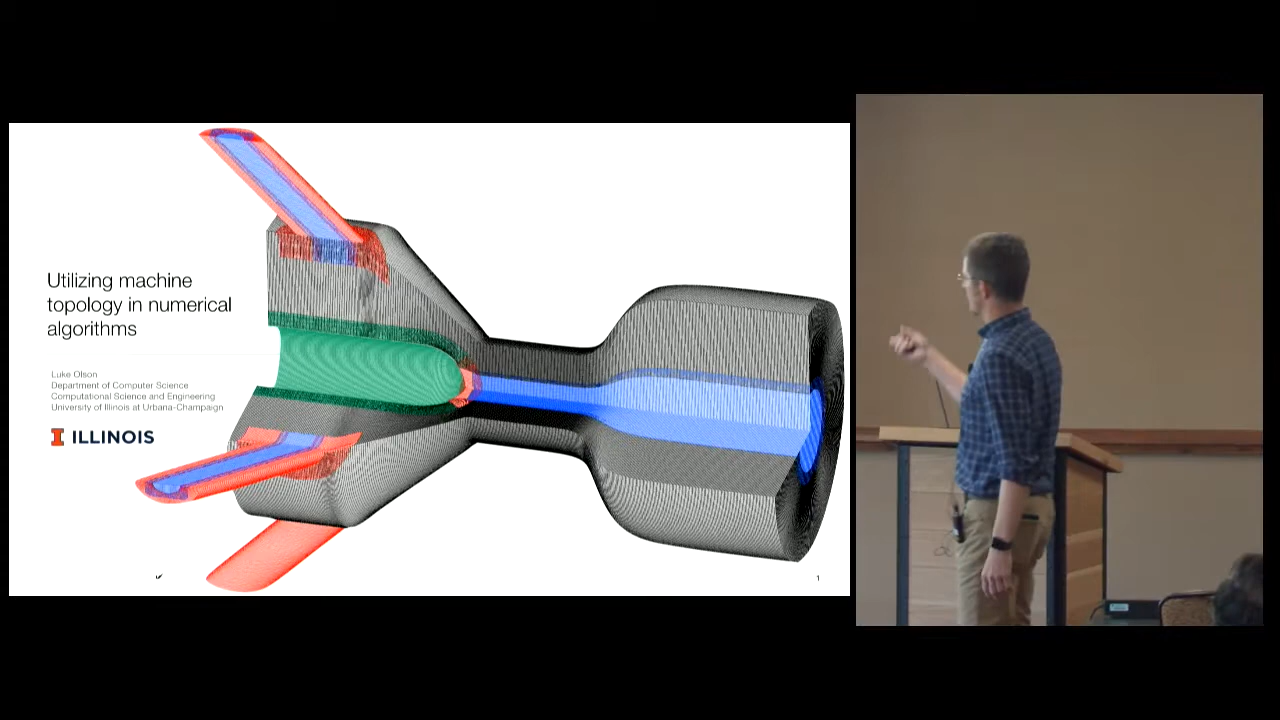 Utilizing machine
topology in numerical
algorithms
Luke Olson
Department of Computer Science
Computational Science and Engineering
University of Illinois at Urbana-Champaign
I ILLINOIS
1